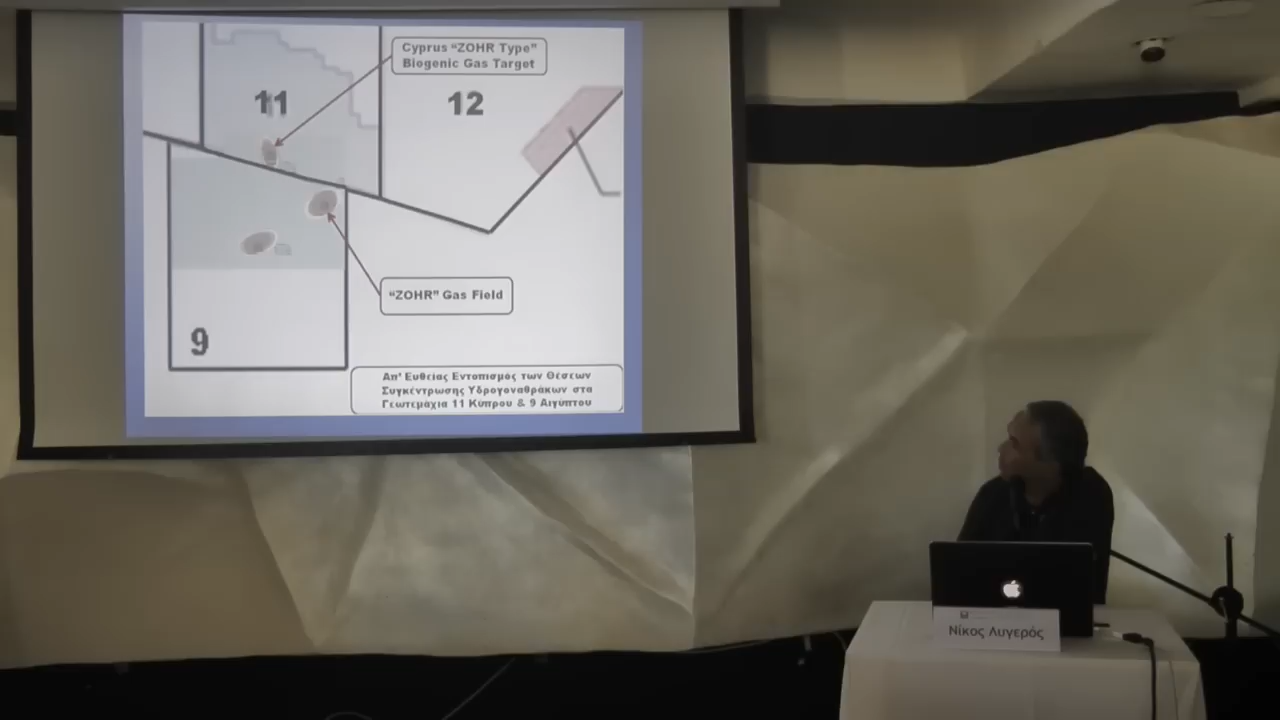 Cyprus “ZOHR Type”
Biogenic Gas Target
11
12
“ZOHR” Gas Field
9
Απ' Ευθείας Εντοπισμός των Θέσεων
Συγκέντρωσης Υδρογοναθράκων στα
Γεωτεμάχια 11 Κύπρου & 9 Αιγύπτου
Νίκος Λυγερός